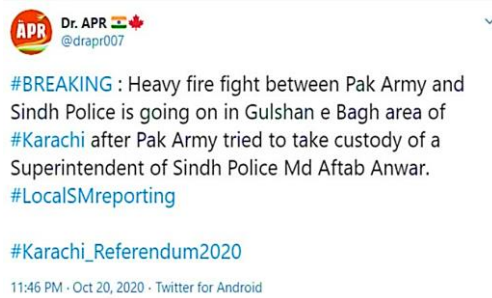 APR
Dr. APR
@drapr007
#BREAKING : Heavy fire fight between Pak Army and
Sindh Police is going on in Gulshan e Bagh area of
#Karachi after Pak Army tried to take custody of a
Superintendent of Sindh Police Md Aftab Anwar.
#LocalSMreporting
#Karachi_Referendum2020
11:46 PM · Oct 20, 2020 · Twitter for Android